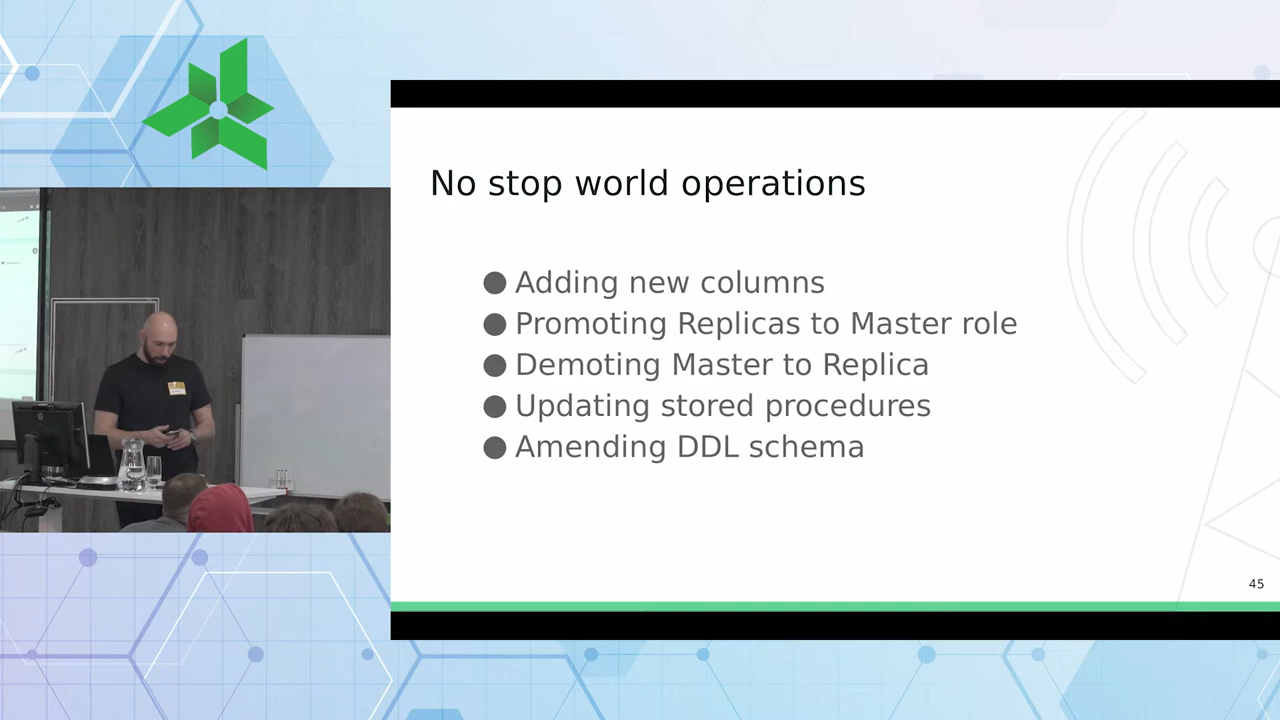 No stop world operations
● Adding new columns
● Promoting Replicas to Master role
● Demoting Master to Replica
● Updating stored procedures
● Amending DDL schema
45